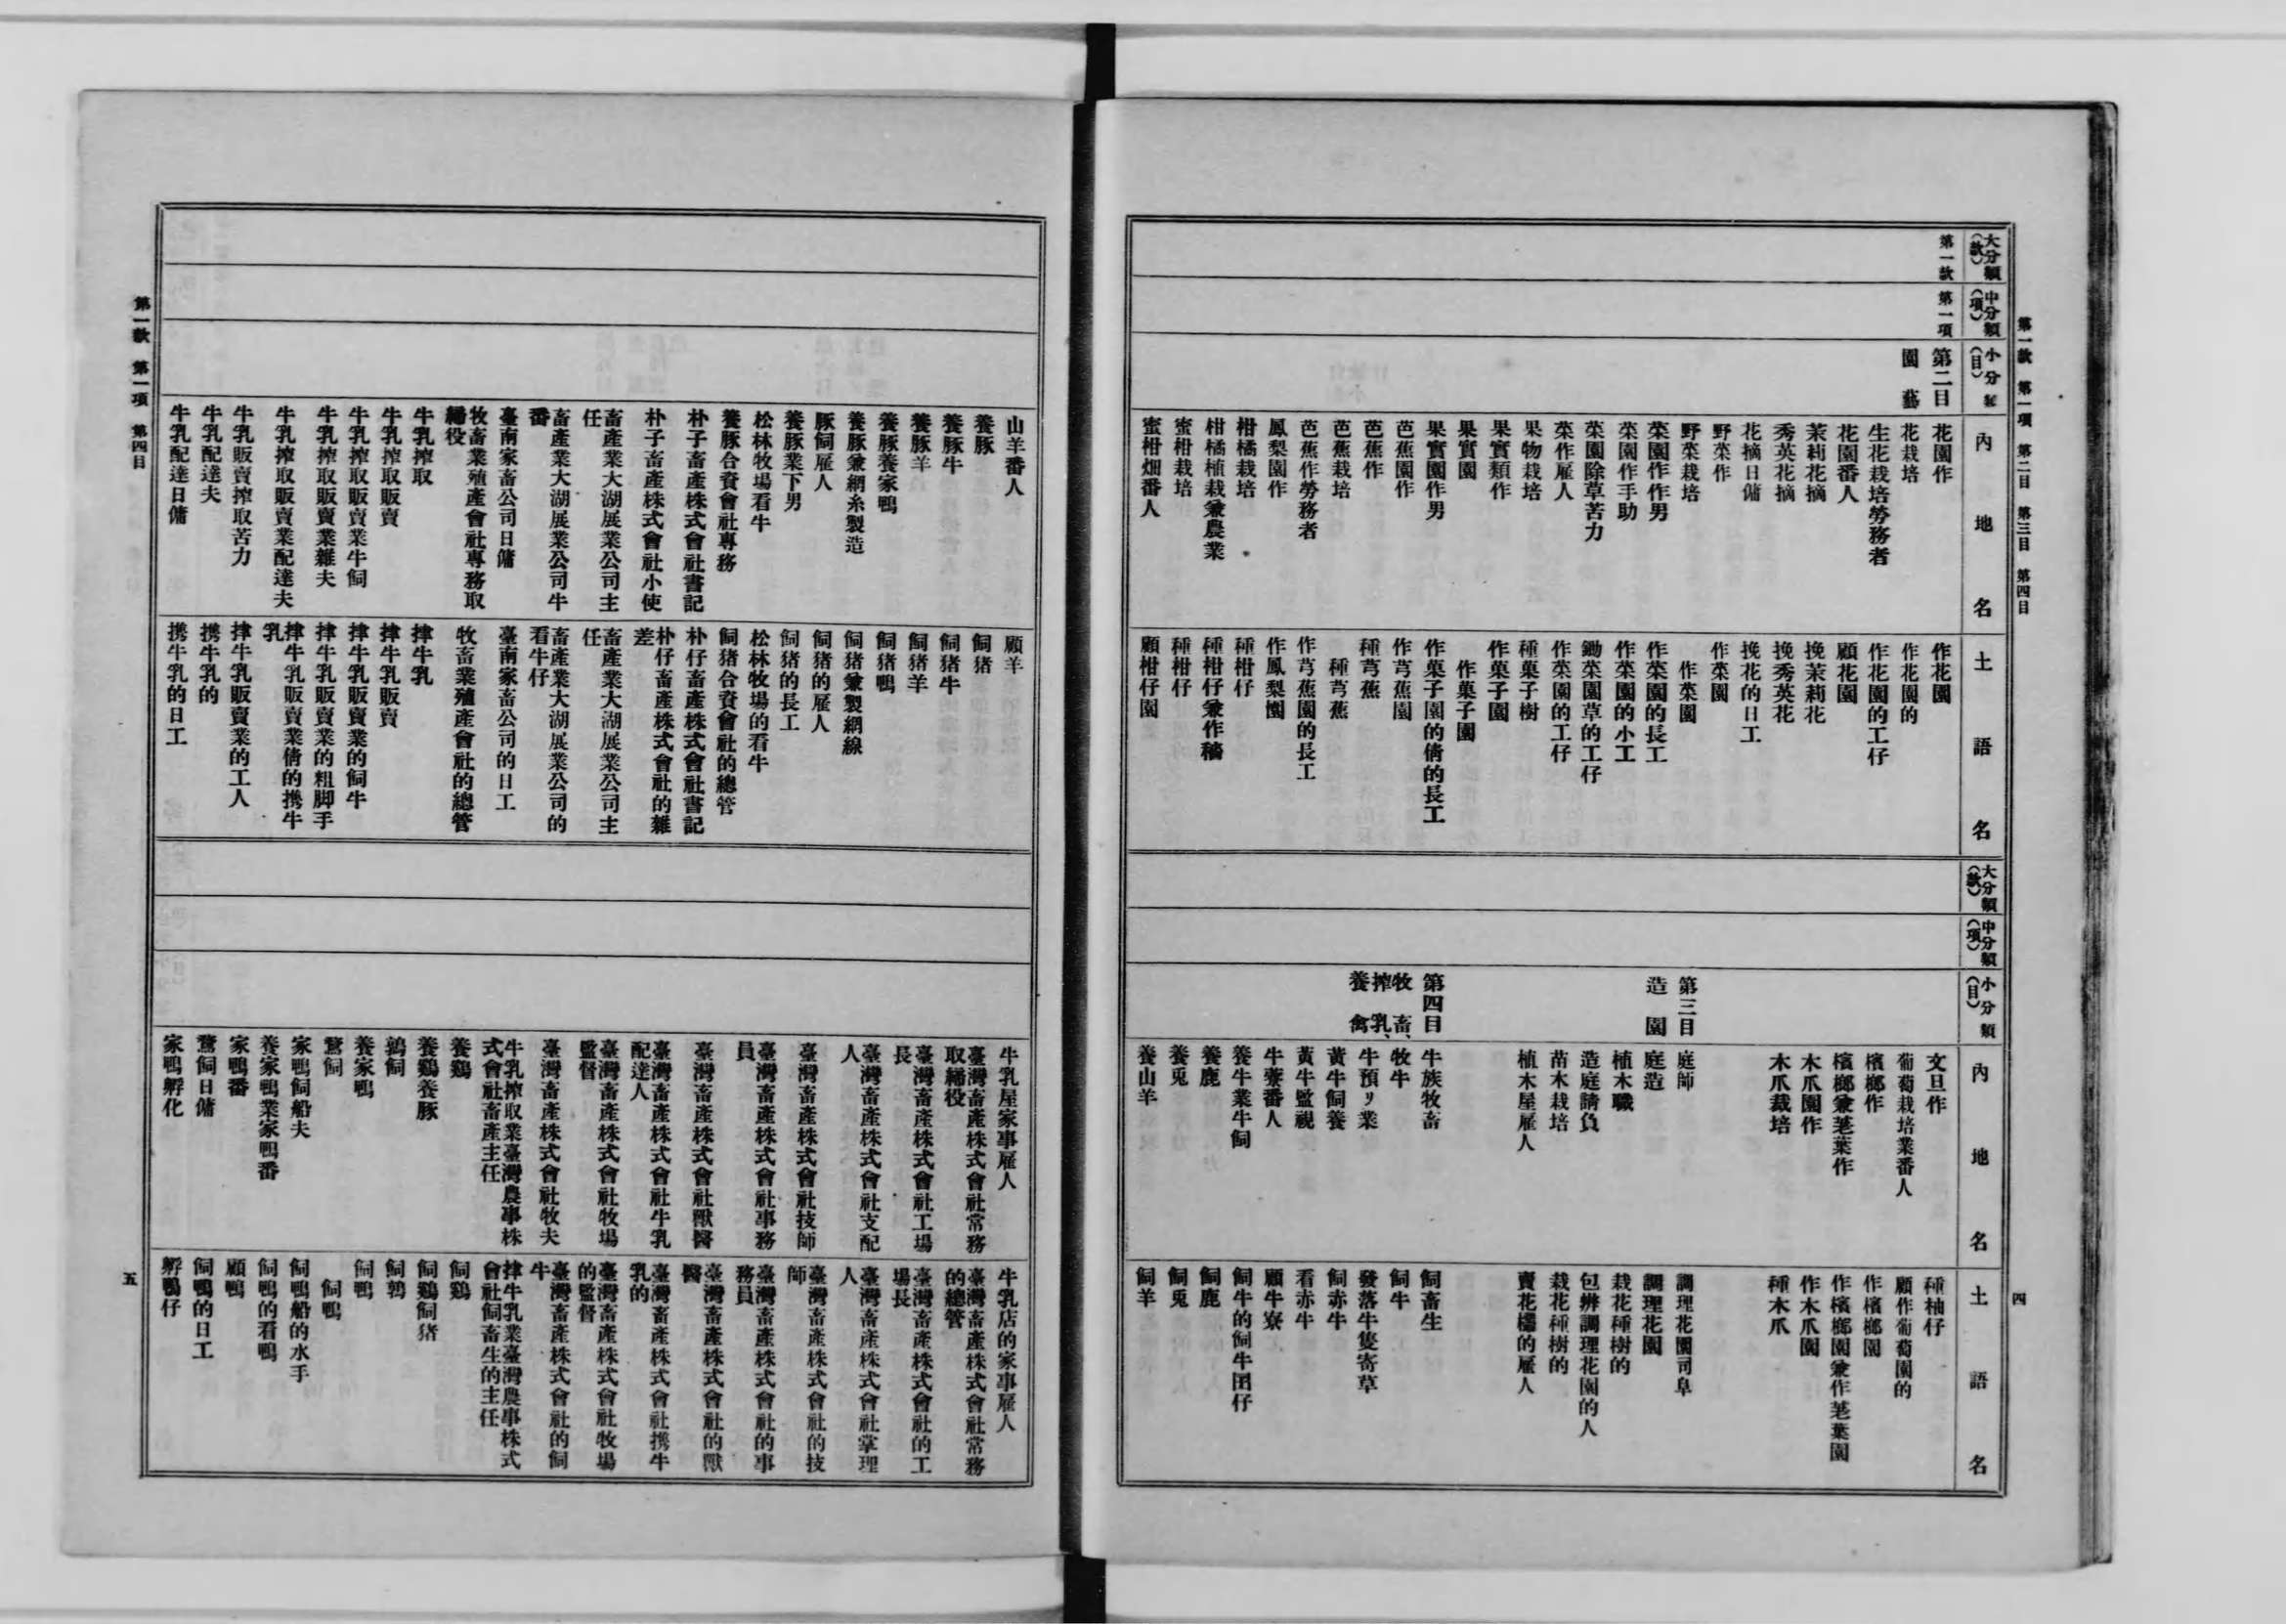 第一款 第一項 第二目 第三目 第四目
四
大分類(款)
中分類(項)
小分類(目)
內地名
土語名
第一款
第一項
第二目
園藝
花園作
花栽培
生花栽培勞務者
花園番人
茉莉花摘
秀英花摘
花摘日傭
野菜作
野菜栽培
菜園作作男
菜園作手助
菜園除草苦力
菜作雇人
果物栽培
果實類作
果實園
果實園作男
芭蕉園作
芭蕉作
芭蕉栽培
芭蕉作勞務者
鳳梨園作
柑橘栽培
柑橘植栽兼農業
蜜柑栽培
蜜柑畑番人
作花園
作花園的
作花園的工仔
顧花園
挽茉莉花
挽秀英花
挽花的日工
作菜園
作菜園
作菜園的長工
作菜園的小工
鋤菜園草的工仔
作菜園的工仔
種菓子樹
作菓子園
作菓子園
作菓子園的倩的長工
作芎蕉園
種芎蕉
種芎蕉
作芎蕉園的長工
作鳳梨園
種柑仔
種柑仔兼作穡
種柑仔
顧柑仔園
大分類(款)
中分類(項)
小分類(目)
內地名
土語名
第三目
造園
第四目
牧畜、
搾乳、
養禽
文旦作
葡萄栽培業番人
檳榔作
檳榔兼荖葉作
木瓜園作
木瓜栽培
庭師
庭造
植木職
造庭請負
苗木栽培
植木屋雇人
牛族牧畜
牧牛
牛預リ業
黃牛飼養
黃牛監視
牛藔番人
養牛業牛飼
養鹿
養兎
養山羊
種柚仔
顧作葡萄園的
作檳榔園
作檳榔園兼作荖葉園
作木瓜園
種木瓜
調理花園司阜
調理花園
栽花種樹的
包辨調理花園的人
栽花種樹的
賣花欉的雇人
飼畜生
飼牛
發落牛隻寄草
飼赤牛
看赤牛
顧牛寮
飼牛的飼牛囝仔
飼鹿
飼兎
飼羊
山羊番人
養豚
養豚牛
養豚羊
養豚養家鴨
養豚兼網糸製造
豚飼雇人
養豚業下男
松林牧場看牛
養豚合資會社專務
朴子畜產株式會社書記
朴子畜產株式會社小使
畜產業大湖展業公司主任
畜產業大湖展業公司牛番
臺南家畜公司日傭
牧畜業殖產會社專務取締役
牛乳搾取
牛乳搾取販賣
牛乳搾取販賣業牛飼
牛乳搾取販賣業雜夫
牛乳搾取販賣業配達夫
牛乳販賣搾取苦力
牛乳配達夫
牛乳配達日傭
顧羊
飼猪
飼猪牛
飼猪羊
飼猪鴨
飼猪兼製網線
飼猪的雇人
飼猪的長工
松林牧場的看牛
飼猪合資會社的總管
朴仔畜產株式會社書記
朴仔畜產株式會社的雜差
畜產業大湖展業公司主任
畜產業大湖展業公司的看牛仔
臺南家畜公司的日工
牧畜業殖產會社的總管
捙牛乳
捙牛乳販賣
捙牛乳販賣業的飼牛
捙牛乳販賣業的粗脚手
捙牛乳販賣業倩的携牛乳
捙牛乳販賣業的工人
携牛乳的
携牛乳的日工
牛乳屋家事雇人
臺灣畜產株式會社常務取締役
臺灣畜產株式會社工場長
臺灣畜產株式會社支配人
臺灣畜產株式會社技師
臺灣畜產株式會社事務員
臺灣畜產株式會社獸醫
臺灣畜產株式會社牛乳配達人
臺灣畜產株式會社牧場監督
臺灣畜產株式會社牧夫
牛乳搾取業臺灣農事株式會社畜產主任
養鷄
養鷄養豚
鶉飼
養家鴨
鶩飼
家鴨飼船夫
養家鴨業家鴨番
家鴨番
鶩飼日傭
家鴨孵化
牛乳店的家事雇人
臺灣畜產株式會社常務的總管
臺灣畜產株式會社的工場長
臺灣畜產株式會社掌理人
臺灣畜產株式會社的技師
臺灣畜產株式會社的事務員
臺灣畜產株式會社的獸醫
臺灣畜產株式會社携牛乳的
臺灣畜產株式會社牧場的監督
臺灣畜產株式會社的飼牛
捙牛乳業臺灣農事株式會社飼畜生的主任
飼鷄
飼鷄飼猪
飼鶉
飼鴨
飼鴨
飼鴨船的水手
飼鴨的看鴨
顧鴨
飼鴨的日工
孵鴨仔
第一款 第一項 第四目
五